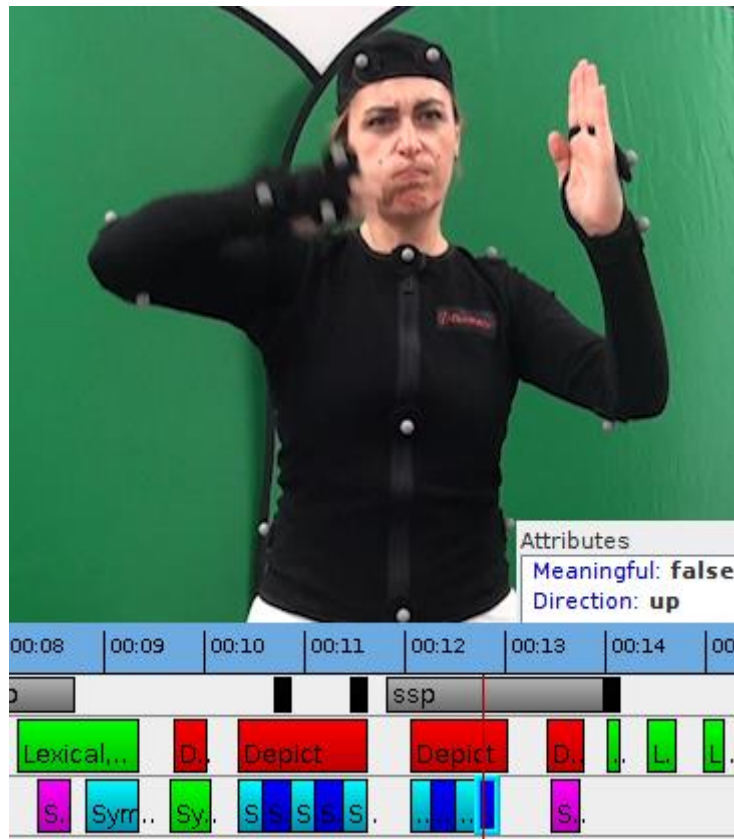 Attributes
Meaningful: false
Direction: up
00:08 00:09 00:10 00:11 00:12 00:13 00:14 00
ssp
Lexical,.. D. Depict Depict D. .. L. L.
S. Sym.. Sy. S S. S S. S. .. S.